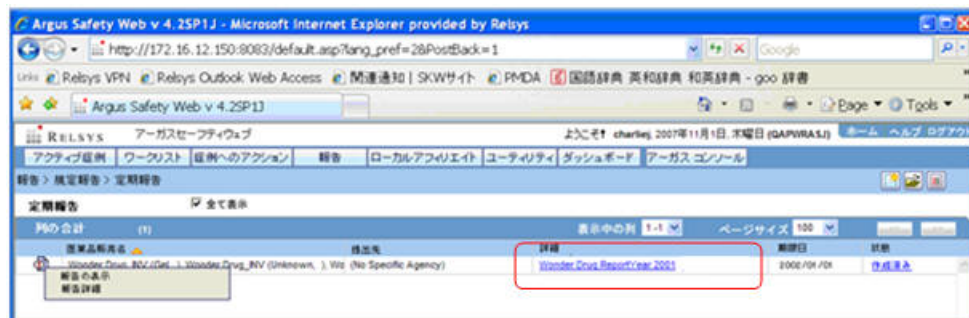 Argus Safety Web v 4.2SP1J - Microsoft Internet Explorer provided by Relsys
http://172.16.12.150:8083/default.asp?lang_pref=2&PostBack=1
Google
Links Relsys VPN Relsys Outlook Web Access 関連通知 | SKWサイト PMDA 国語辞典 英和辞典 和英辞典 - goo 辞書
Argus Safety Web v 4.2SP1J
Page Tools
RELSYS アーガスセーフティウェブ ようこそ! charliej, 2007年11月1日, 木曜日 (QAPWRASJ) ホーム ヘルプ ログアウト
アクティブ症例 ワークリスト 症例へのアクション 報告 ローカルアフィリエイト ユーティリティ ダッシュボード アーガス コンソール
報告 > 規定報告 > 定期報告
定期報告 全て表示
列の合計 (1) 表示中の列 1-1 ページサイズ 100
医薬品販売名 提出先 詳細 期限日 状態
Wonder Drug_INV (Unknown, ), Wo (No Specific Agency) Wonder Drug ReportYear 2001 2002/01/01 作成済み
報告の表示
報告詳細